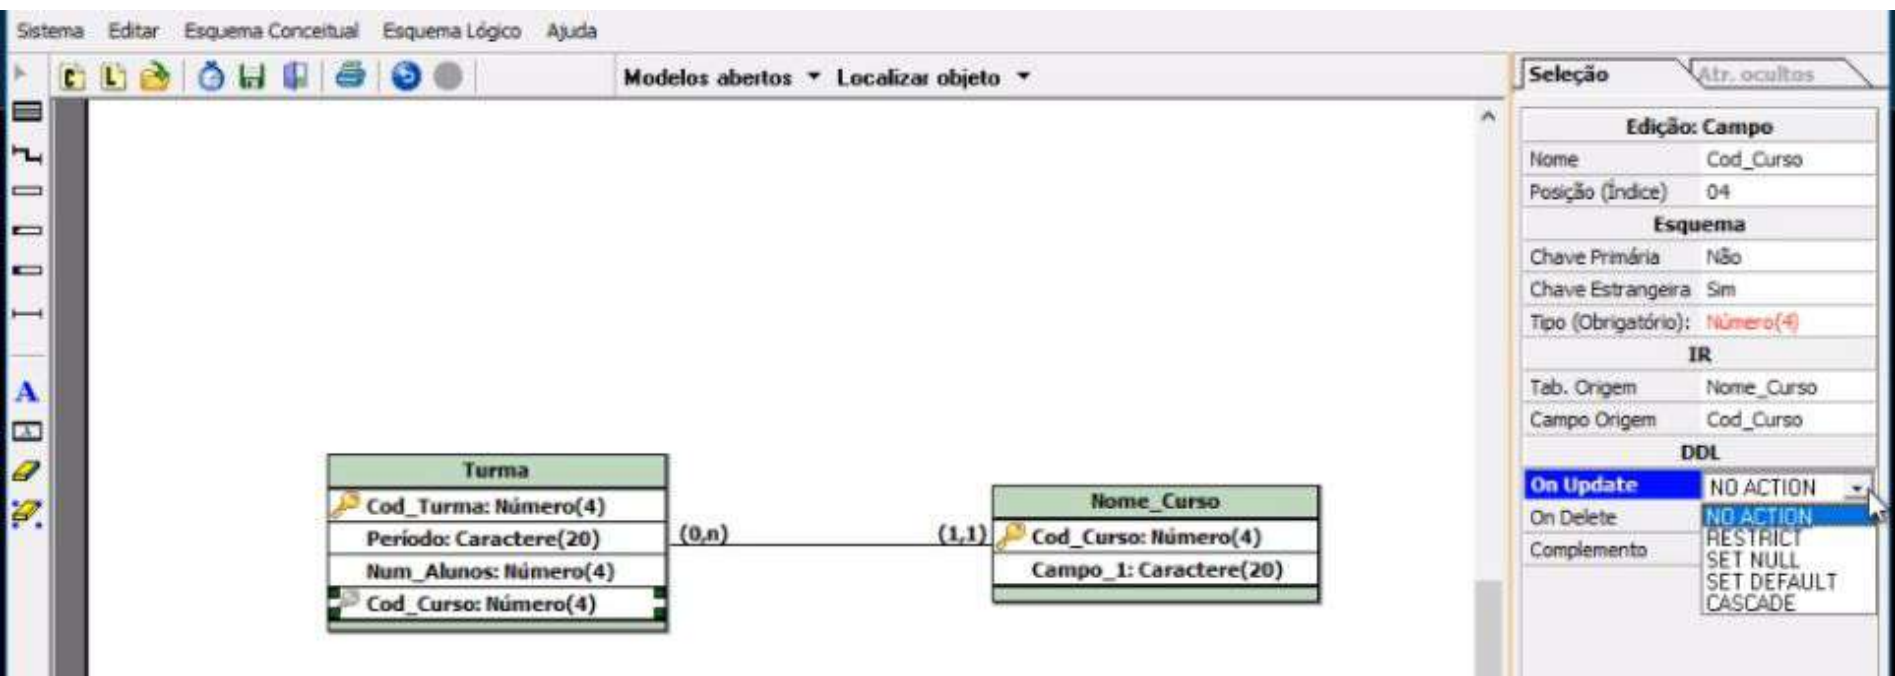 Sistema Editar Esquema Conceitual Esquema Lógico Ajuda
Modelos abertos Localizar objeto
Seleção Atr. ocultos
Edição: Campo
Nome Cod_Curso
Posição (Índice) 04
Esquema
Chave Primária Não
Chave Estrangeira Sim
Tipo (Obrigatório): Número(4)
IR
Tab. Origem Nome_Curso
Campo Origem Cod_Curso
DDL
On Update NO ACTION
On Delete
Complemento
NO ACTION
RESTRICT
SET NULL
SET DEFAULT
CASCADE
Turma
Cod_Turma: Número(4)
Período: Caractere(20)
Num_Alunos: Número(4)
Cod_Curso: Número(4)
(0,n) (1,1)
Nome_Curso
Cod_Curso: Número(4)
Campo_1: Caractere(20)
C
L
A
A